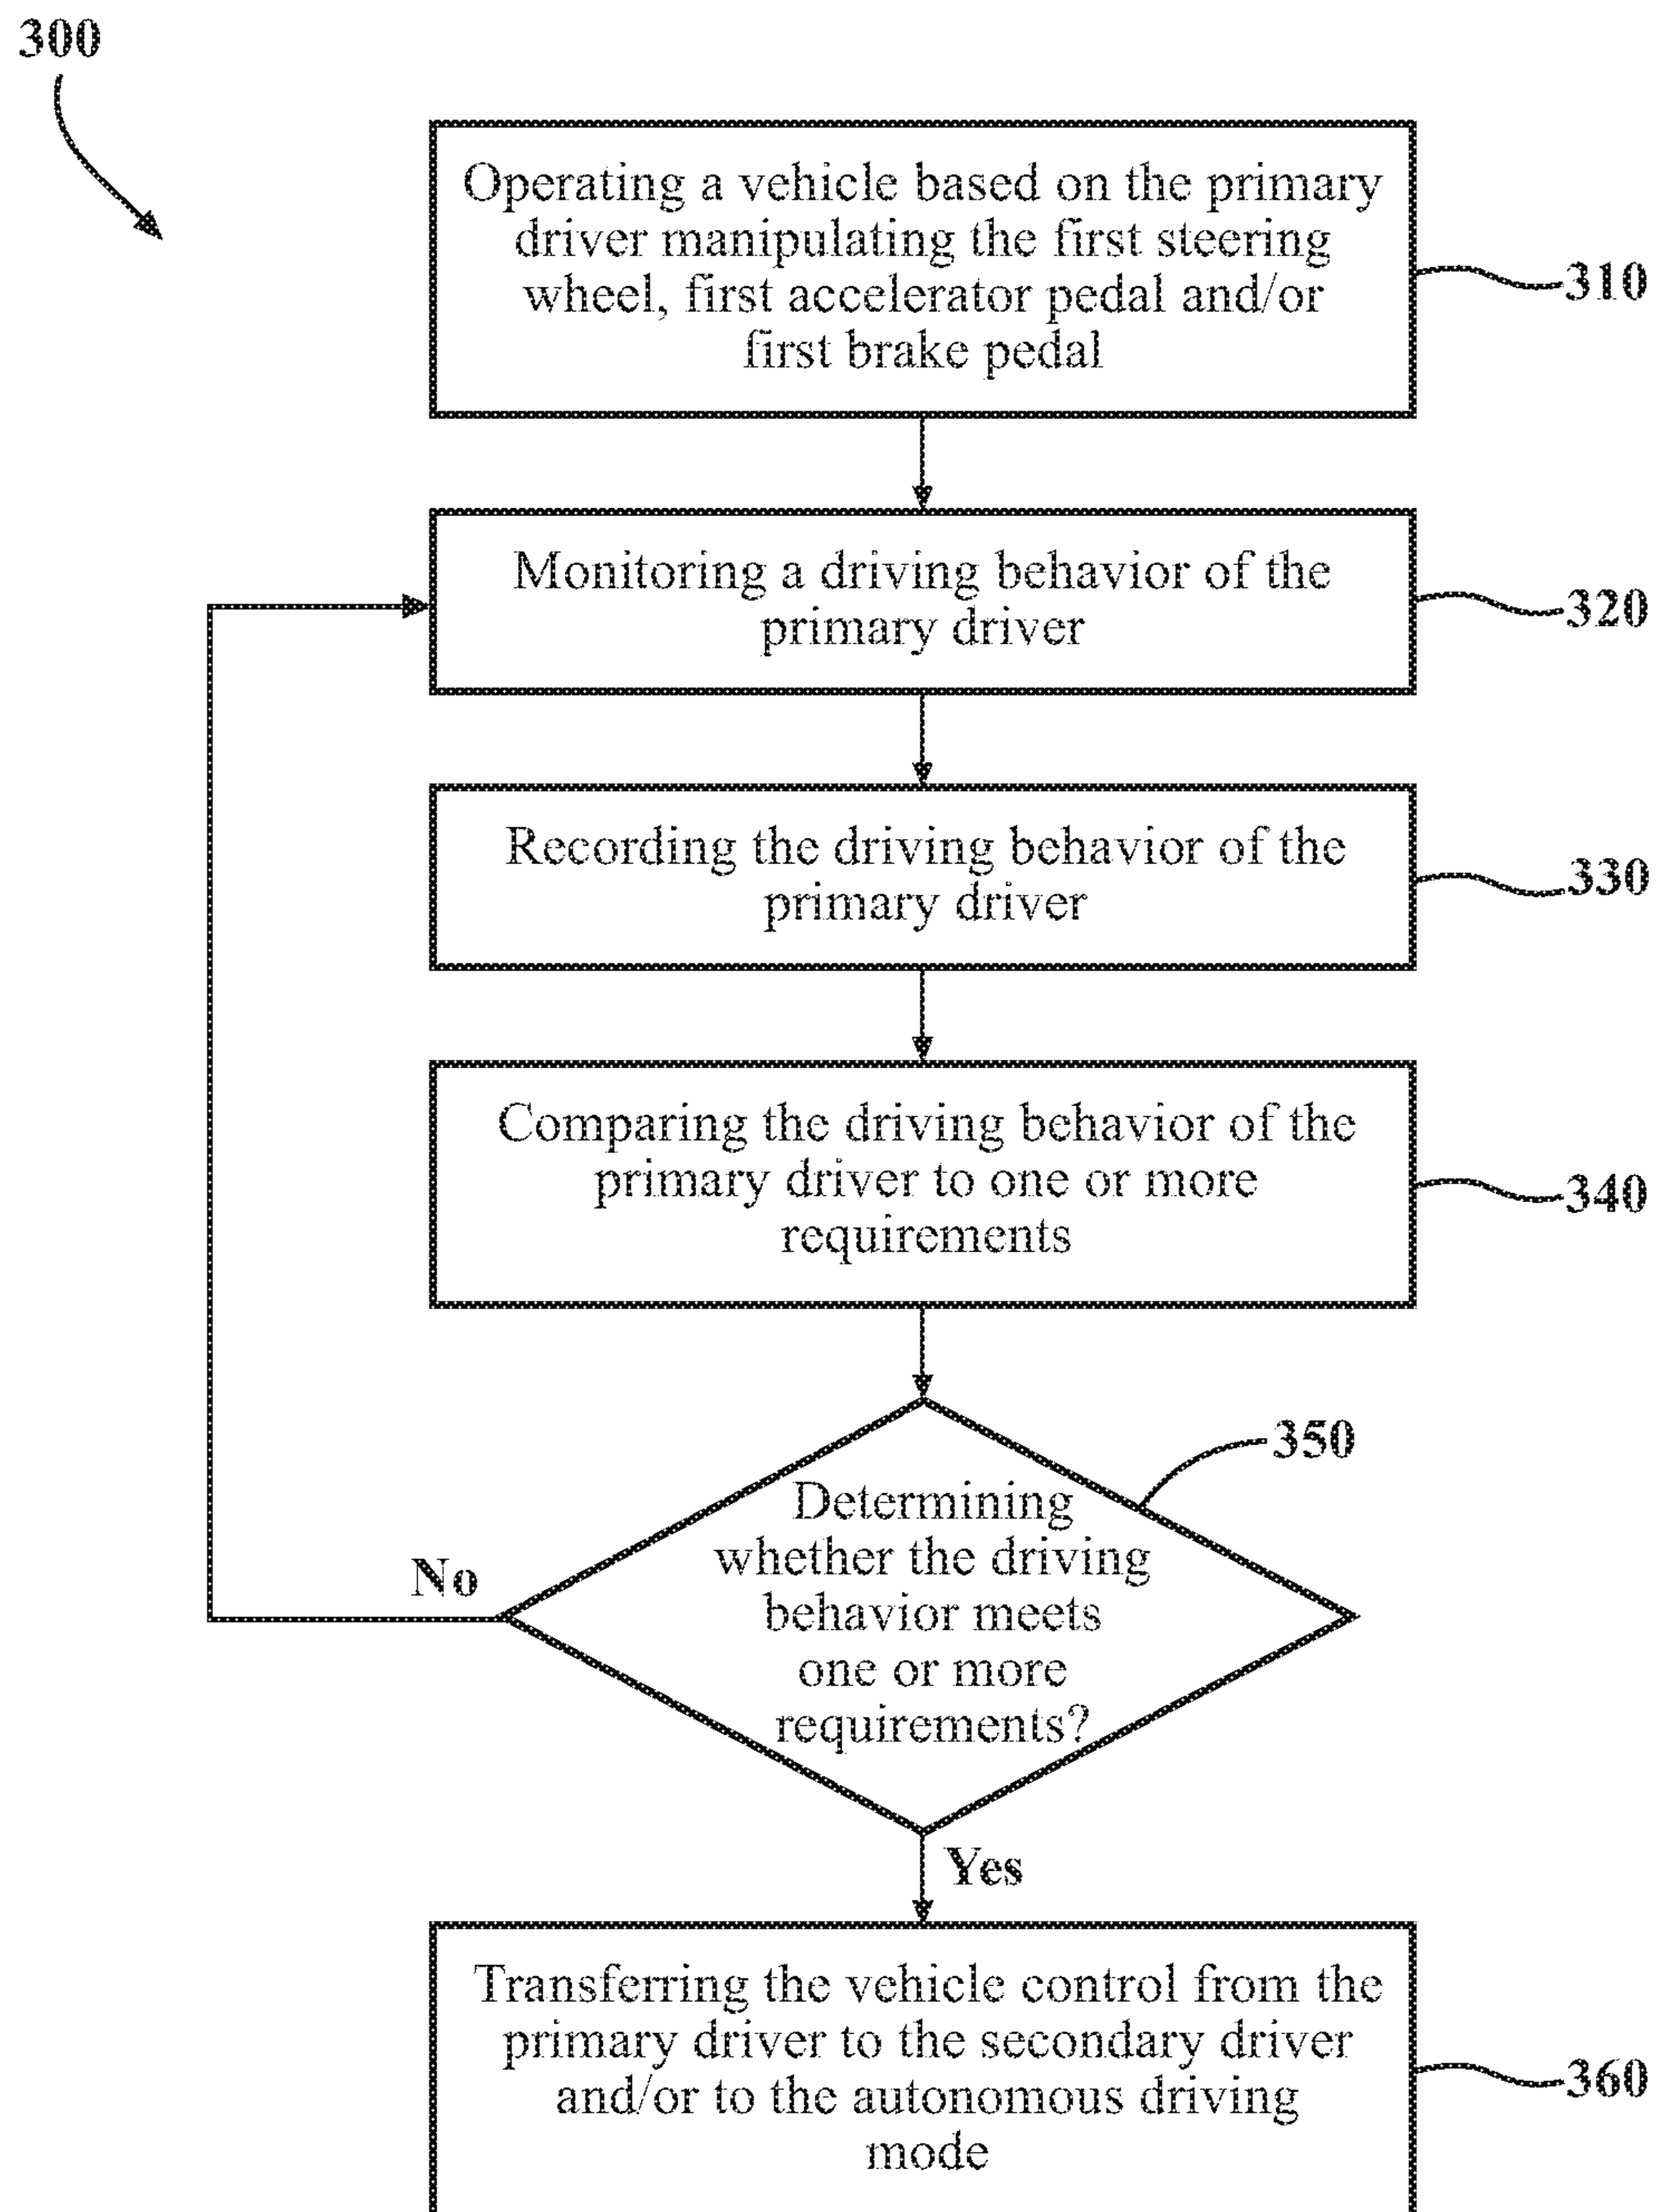 300
Operating a vehicle based on the primary
driver manipulating the first steering
wheel, first accelerator pedal and/or
first brake pedal
310
Monitoring a driving behavior of the
primary driver
320
Recording the driving behavior of the
primary driver
330
Comparing the driving behavior of the
primary driver to one or more
requirements
340
350
Determining
whether the driving
behavior meets
one or more
requirements?
No
Yes
Transferring the vehicle control from the
primary driver to the secondary driver
and/or to the autonomous driving
mode
360